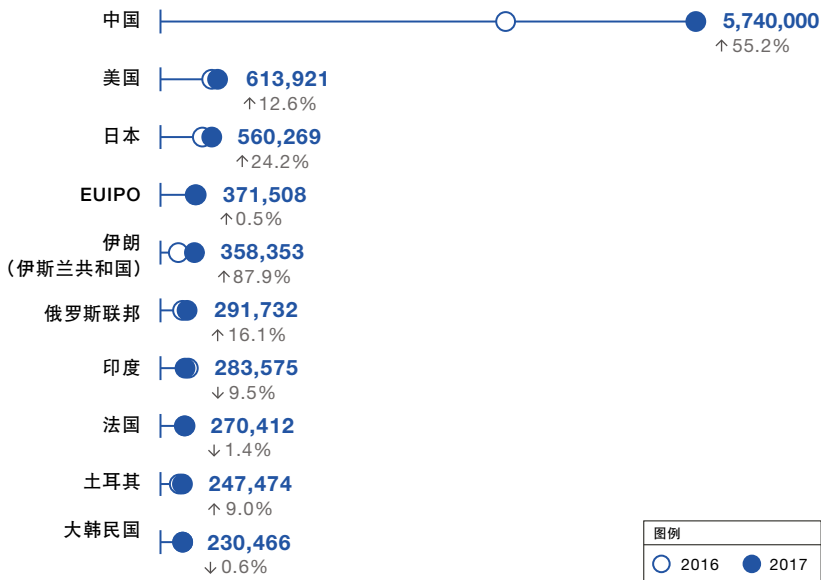 中国
5,740,000
↑55.2%
美国
613,921
↑12.6%
日本
560,269
↑24.2%
EUIPO
371,508
↑0.5%
伊朗
（伊斯兰共和国）
358,353
↑87.9%
俄罗斯联邦
291,732
↑16.1%
印度
283,575
↓9.5%
法国
270,412
↓1.4%
土耳其
247,474
↑9.0%
大韩民国
230,466
↓0.6%
图例
2016 2017